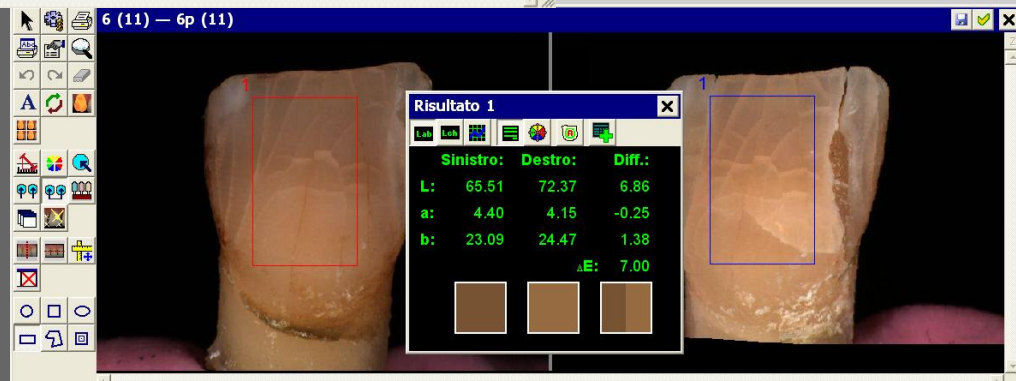 6 (11) — 6p (11)
Abc
A
1
1
Risultato 1
Lab Lch
A
Sinistro: Destro: Diff.:
L: 65.51 72.37 6.86
a: 4.40 4.15 -0.25
b: 23.09 24.47 1.38
ΔE: 7.00
Z